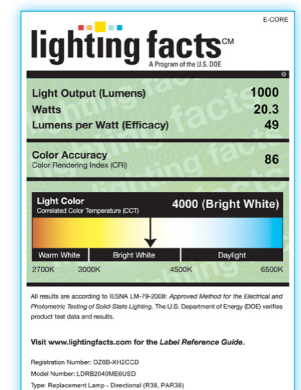 E-CORE
lighting facts CM
A Program of the U.S. DOE
Light Output (Lumens) 1000
Watts 20.3
Lumens per Watt (Efficacy) 49
Color Accuracy 86
Color Rendering Index (CRI)
Light Color 4000 (Bright White)
Correlated Color Temperature (CCT)
Warm White Bright White Daylight
2700K 3000K 4500K 6500K
All results are according to IESNA LM-79-2008: Approved Method for the Electrical and
Photometric Testing of Solid-State Lighting. The U.S. Department of Energy (DOE) verifies
product test data and results.
Visit www.lightingfacts.com for the Label Reference Guide.
Registration Number: DZ8B-XH2CCD
Model Number: LDRB2040ME6USD
Type: Replacement Lamp - Directional (R38, PAR38)